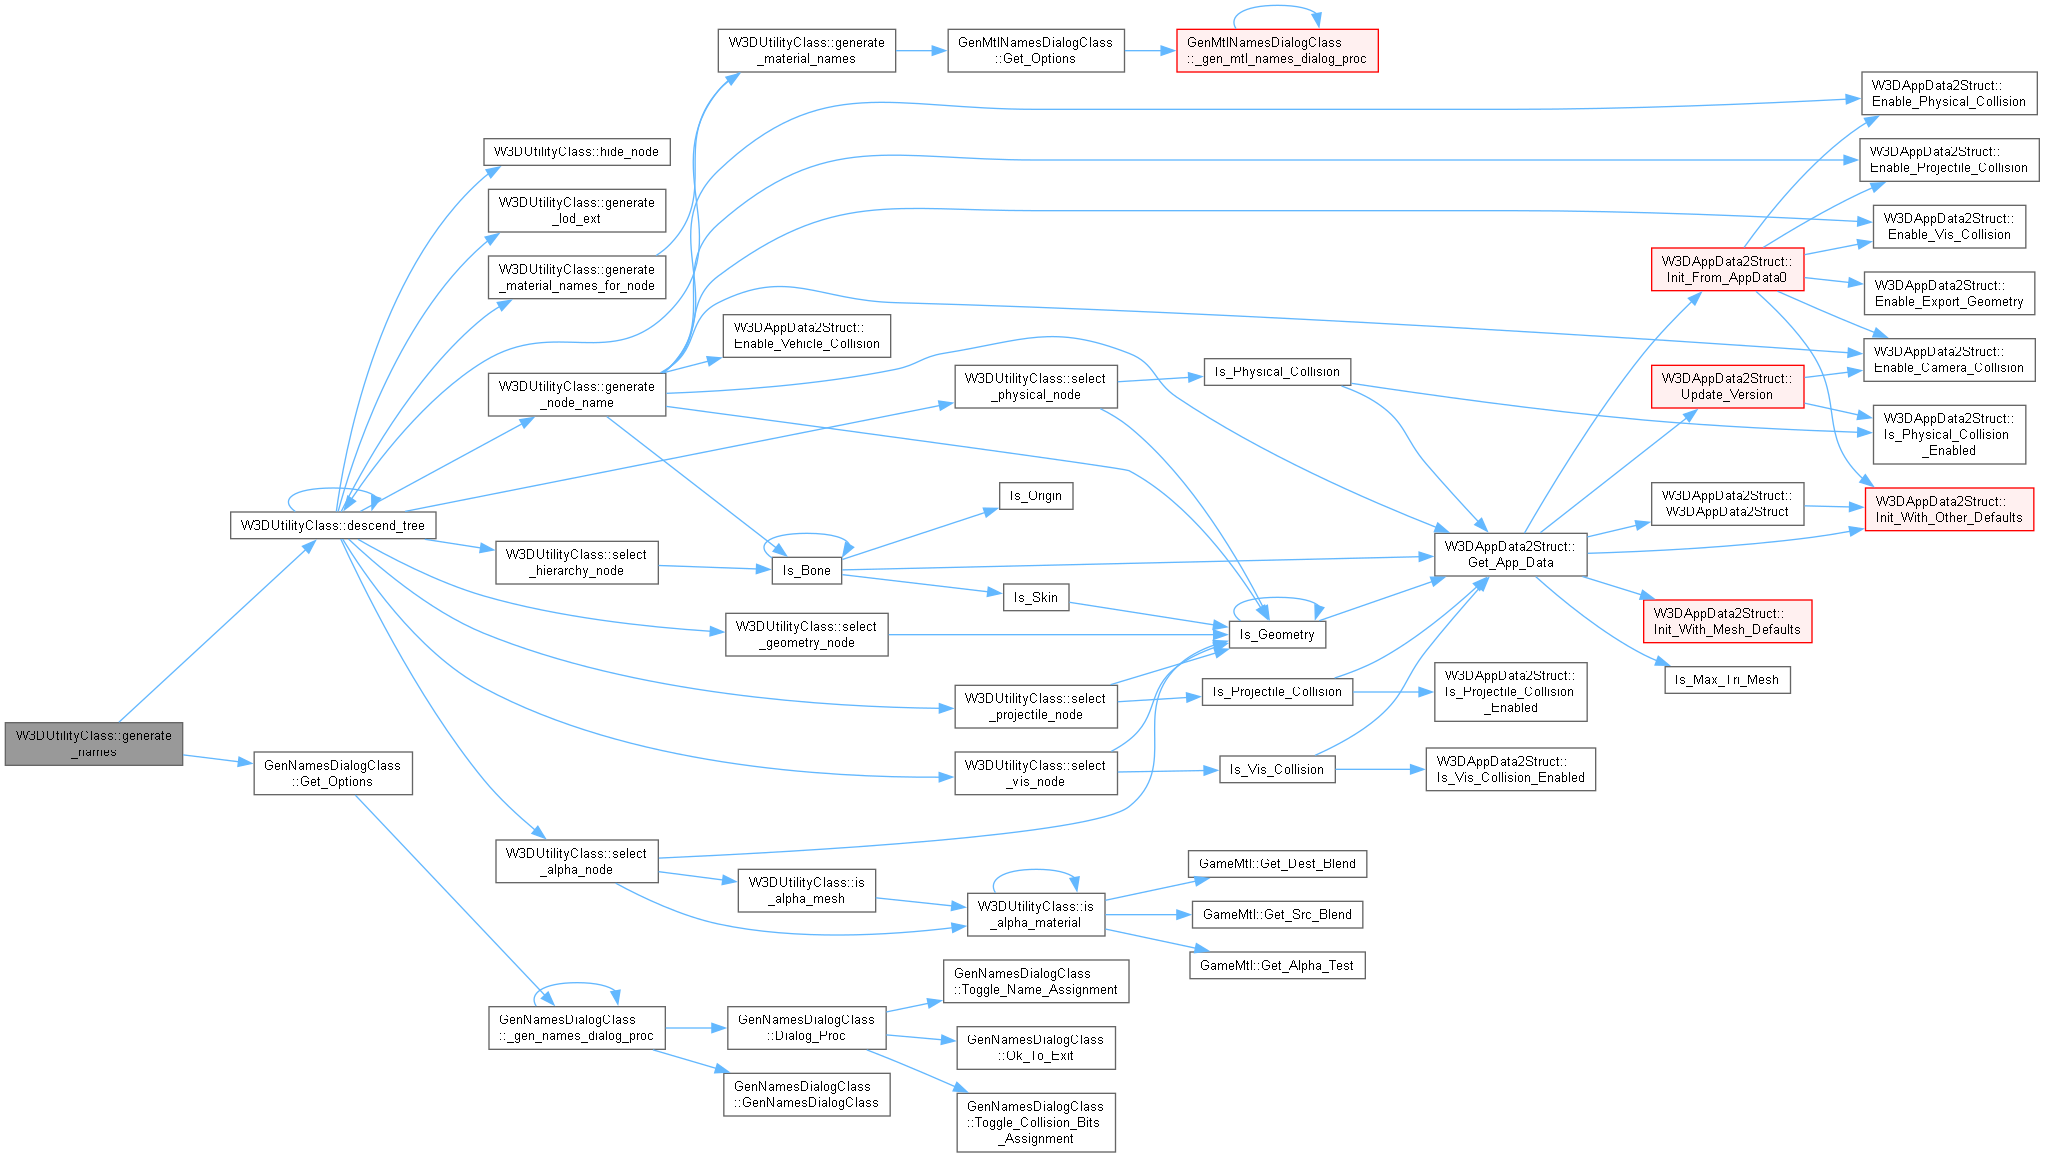 W3DUtilityClass::generate
_names
W3DUtilityClass::descend_tree
GenNamesDialogClass
::Get_Options
W3DUtilityClass::hide_node
W3DUtilityClass::generate
_lod_ext
W3DUtilityClass::generate
_material_names_for_node
W3DUtilityClass::generate
_node_name
W3DUtilityClass::select
_hierarchy_node
W3DUtilityClass::select
_alpha_node
GenNamesDialogClass
::_gen_names_dialog_proc
W3DUtilityClass::generate
_material_names
W3DAppData2Struct::
Enable_Vehicle_Collision
Is_Bone
W3DUtilityClass::select
_geometry_node
W3DUtilityClass::is
_alpha_mesh
GenNamesDialogClass
::Dialog_Proc
GenNamesDialogClass
::GenNamesDialogClass
GenMtlNamesDialogClass
::Get_Options
W3DUtilityClass::select
_physical_node
Is_Origin
Is_Skin
W3DUtilityClass::select
_projectile_node
W3DUtilityClass::select
_vis_node
W3DUtilityClass::is
_alpha_material
GenNamesDialogClass
::Toggle_Name_Assignment
GenNamesDialogClass
::Ok_To_Exit
GenNamesDialogClass
::Toggle_Collision_Bits
_Assignment
GenMtlNamesDialogClass
::_gen_mtl_names_dialog_proc
Is_Physical_Collision
Is_Geometry
Is_Projectile_Collision
Is_Vis_Collision
GameMtl::Get_Dest_Blend
GameMtl::Get_Src_Blend
GameMtl::Get_Alpha_Test
W3DAppData2Struct::
Get_App_Data
W3DAppData2Struct::
Is_Projectile_Collision
_Enabled
W3DAppData2Struct::
Is_Vis_Collision_Enabled
W3DAppData2Struct::
Init_From_AppData0
W3DAppData2Struct::
Update_Version
W3DAppData2Struct::
W3DAppData2Struct
W3DAppData2Struct::
Init_With_Mesh_Defaults
Is_Max_Tri_Mesh
W3DAppData2Struct::
Enable_Physical_Collision
W3DAppData2Struct::
Enable_Projectile_Collision
W3DAppData2Struct::
Enable_Vis_Collision
W3DAppData2Struct::
Enable_Export_Geometry
W3DAppData2Struct::
Enable_Camera_Collision
W3DAppData2Struct::
Is_Physical_Collision
_Enabled
W3DAppData2Struct::
Init_With_Other_Defaults